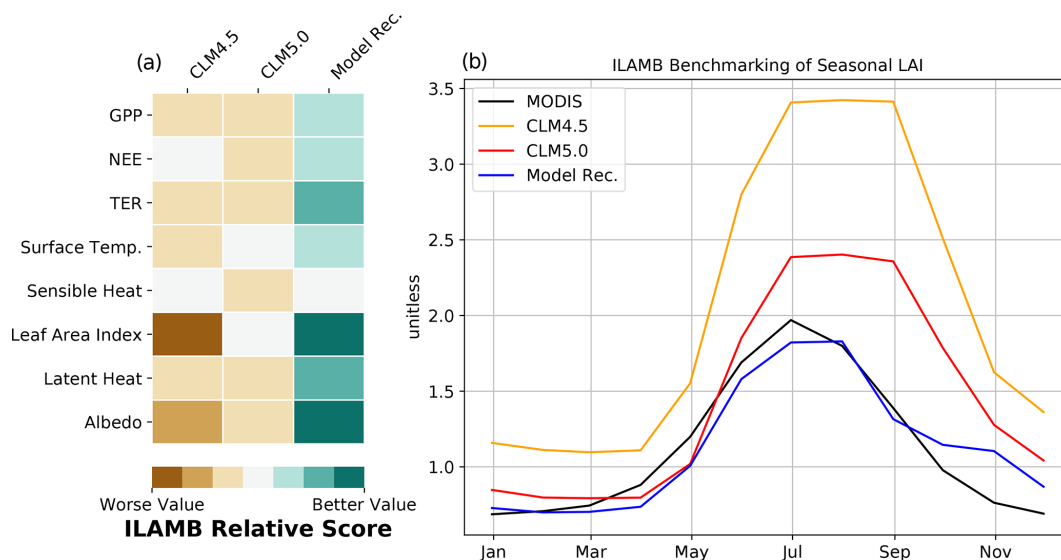 (a)
CLM4.5
CLM5.0
Model Rec.
GPP
NEE
TER
Surface Temp.
Sensible Heat
Leaf Area Index
Latent Heat
Albedo
Worse Value
Better Value
ILAMB Relative Score
(b)
ILAMB Benchmarking of Seasonal LAI
MODIS
CLM4.5
CLM5.0
Model Rec.
unitless
3.5
3.0
2.5
2.0
1.5
1.0
Jan
Mar
May
Jul
Sep
Nov